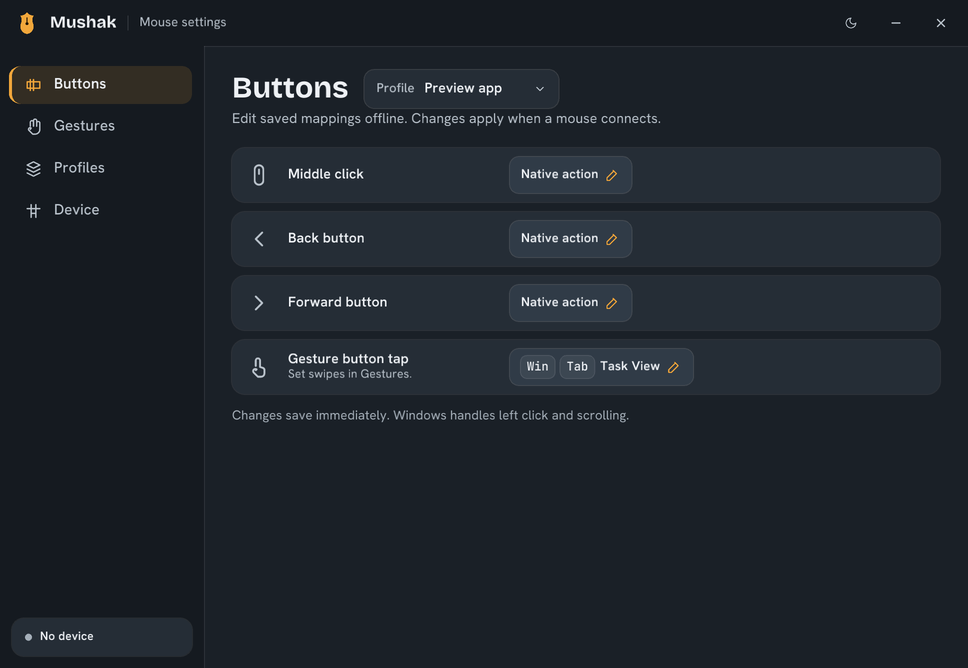 Mushak | Mouse settings
Buttons
Gestures
Profiles
Device
No device
Buttons
Profile Preview app
Edit saved mappings offline. Changes apply when a mouse connects.
Middle click
Native action
Back button
Native action
Forward button
Native action
Gesture button tap
Set swipes in Gestures.
Win Tab Task View
Changes save immediately. Windows handles left click and scrolling.